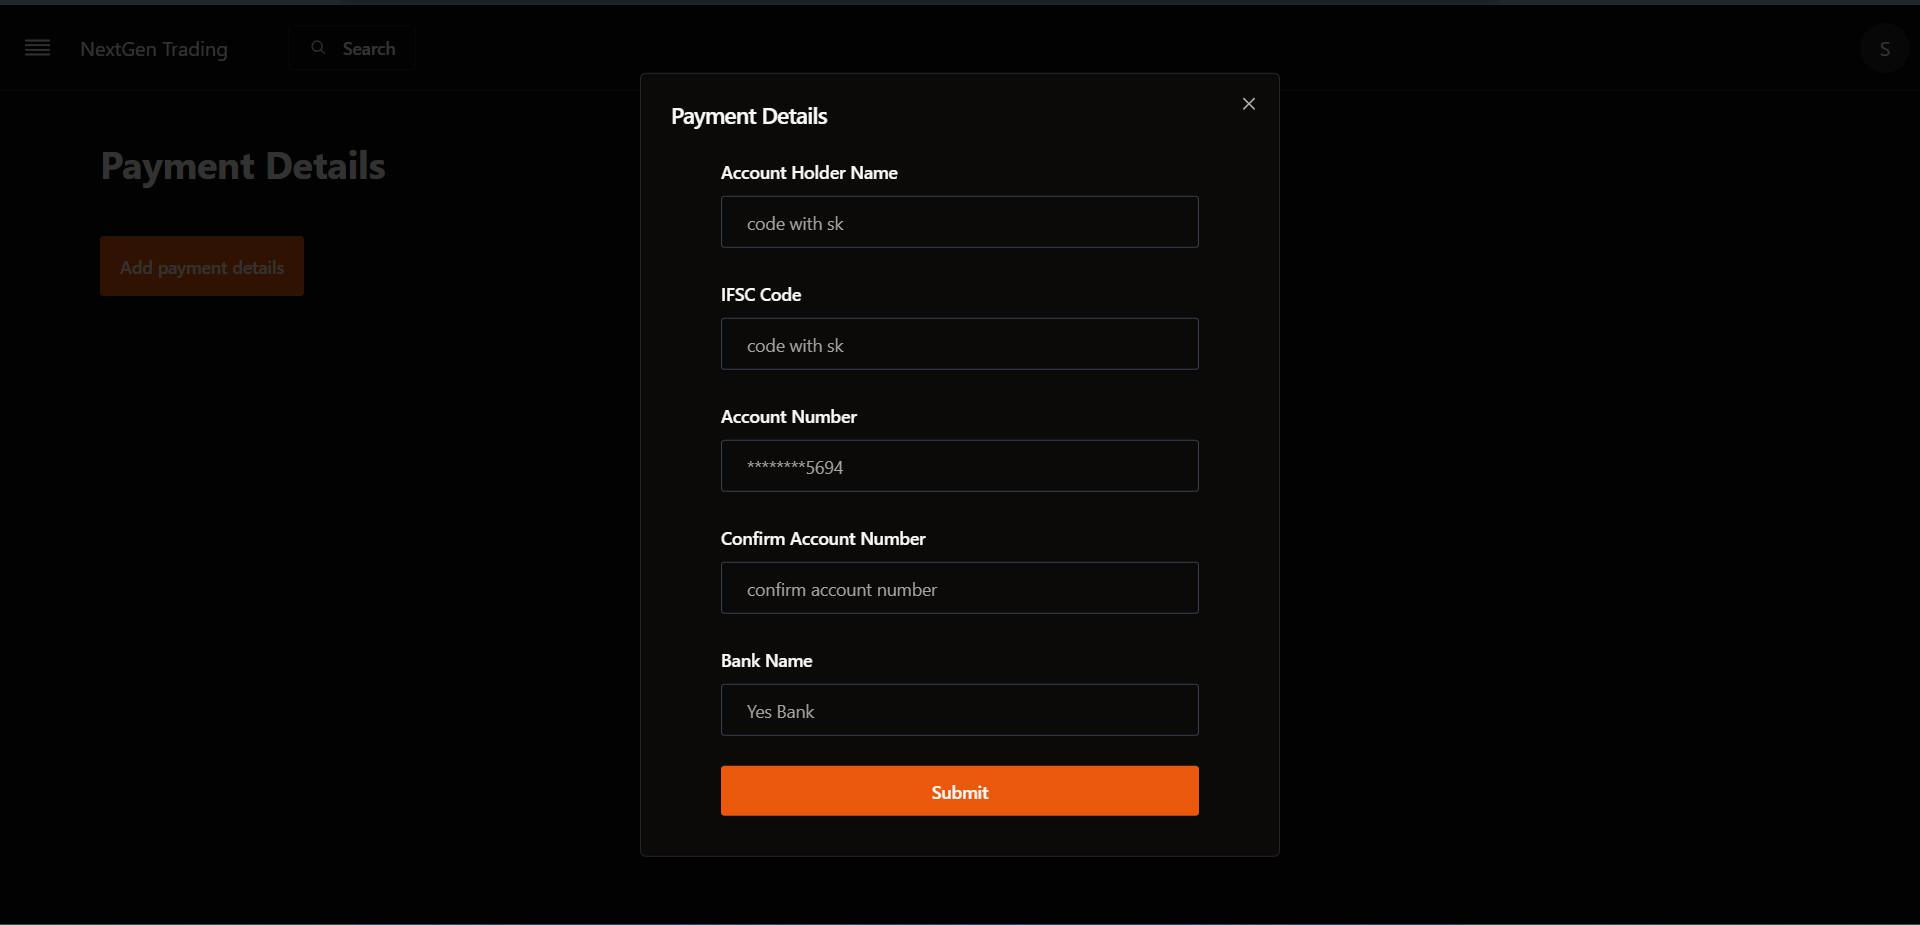 NextGen Trading
Search
S
Payment Details
Add payment details
Payment Details
Account Holder Name
code with sk
IFSC Code
code with sk
Account Number
********5694
Confirm Account Number
confirm account number
Bank Name
Yes Bank
Submit